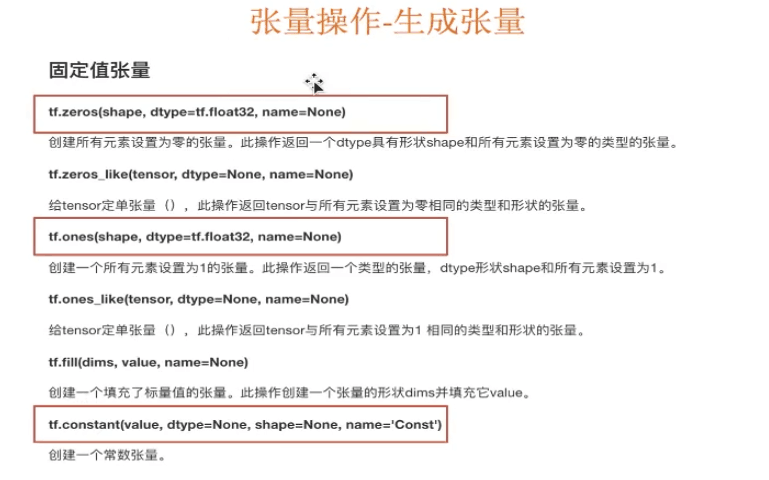 张量操作-生成张量
固定值张量
tf.zeros(shape, dtype=tf.float32, name=None)
创建所有元素设置为零的张量。此操作返回一个dtype具有形状shape和所有元素设置为零的类型的张量。
tf.zeros_like(tensor, dtype=None, name=None)
给tensor定单张量（），此操作返回tensor与所有元素设置为零相同的类型和形状的张量。
tf.ones(shape, dtype=tf.float32, name=None)
创建一个所有元素设置为1的张量。此操作返回一个类型的张量，dtype形状shape和所有元素设置为1。
tf.ones_like(tensor, dtype=None, name=None)
给tensor定单张量（），此操作返回tensor与所有元素设置为1 相同的类型和形状的张量。
tf.fill(dims, value, name=None)
创建一个填充了标量值的张量。此操作创建一个张量的形状dims并填充它value。
tf.constant(value, dtype=None, shape=None, name='Const')
创建一个常数张量。